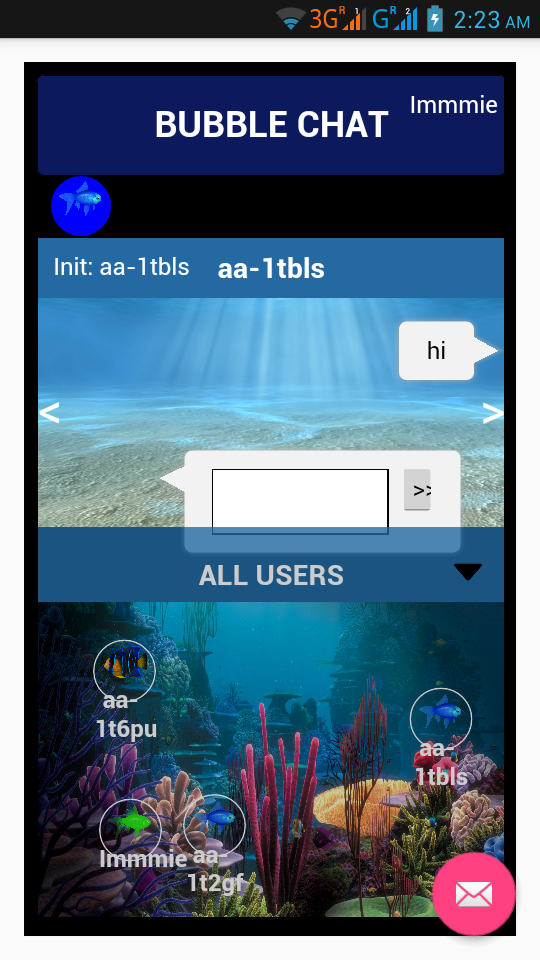 3G R 1 G R 2 2:23 AM
Immmie
BUBBLE CHAT
Init: aa-1tbls aa-1tbls
hi
< >
>>
ALL USERS
aa-
1t6pu
aa-
1tbls
Immmie
aa-
1t2gf